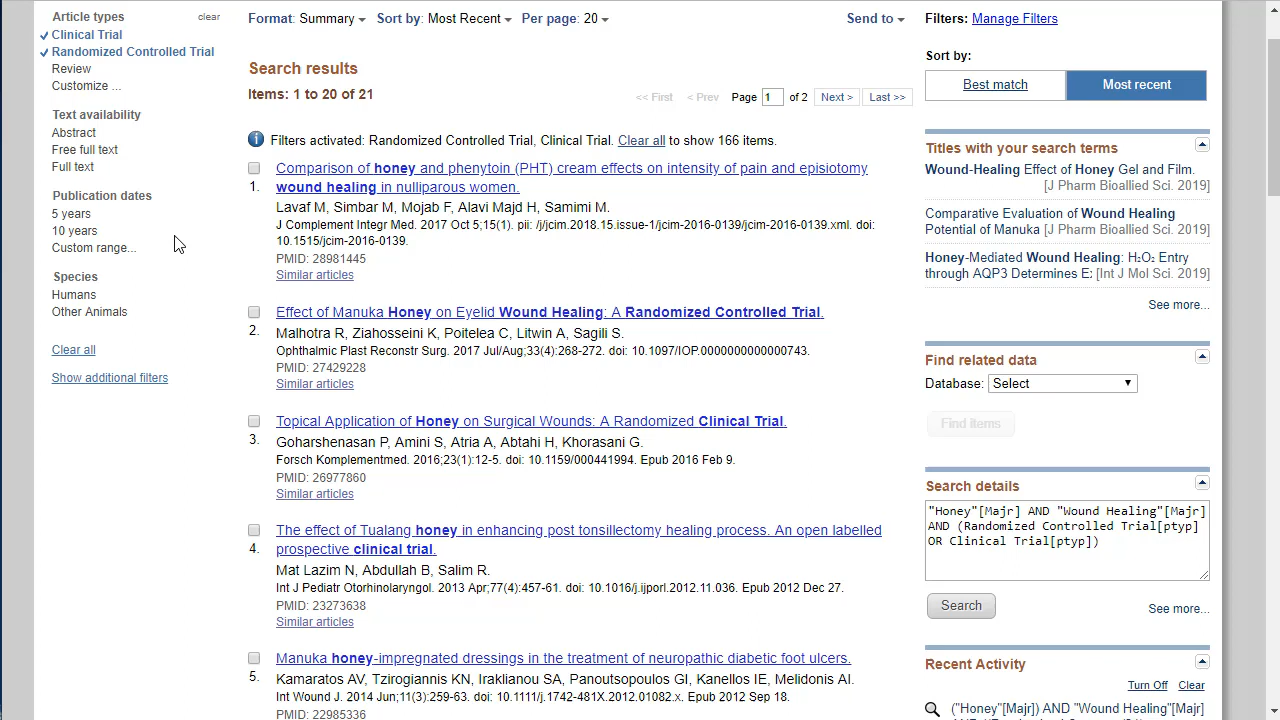 Article types clear
Clinical Trial
Randomized Controlled Trial
Review
Customize ...
Text availability
Abstract
Free full text
Full text
Publication dates
5 years
10 years
Custom range...
Species
Humans
Other Animals
Clear all
Show additional filters
Format: Summary Sort by: Most Recent Per page: 20 Send to
Search results
Items: 1 to 20 of 21
<< First < Prev Page 1 of 2 Next > Last >>
Filters activated: Randomized Controlled Trial, Clinical Trial. Clear all to show 166 items.
Comparison of honey and phenytoin (PHT) cream effects on intensity of pain and episiotomy
1. wound healing in nulliparous women.
Lavaf M, Simbar M, Mojab F, Alavi Majd H, Samimi M.
J Complement Integr Med. 2017 Oct 5;15(1). pii: /j/jcim.2018.15.issue-1/jcim-2016-0139/jcim-2016-0139.xml. doi:
10.1515/jcim-2016-0139.
PMID: 28981445
Similar articles
Effect of Manuka Honey on Eyelid Wound Healing: A Randomized Controlled Trial.
2. Malhotra R, Ziahosseini K, Poitelea C, Litwin A, Sagili S.
Ophthalmic Plast Reconstr Surg. 2017 Jul/Aug;33(4):268-272. doi: 10.1097/IOP.0000000000000743.
PMID: 27429228
Similar articles
Topical Application of Honey on Surgical Wounds: A Randomized Clinical Trial.
3. Goharshenasan P, Amini S, Atria A, Abtahi H, Khorasani G.
Forsch Komplementmed. 2016;23(1):12-5. doi: 10.1159/000441994. Epub 2016 Feb 9.
PMID: 26977860
Similar articles
The effect of Tualang honey in enhancing post tonsillectomy healing process. An open labelled
4. prospective clinical trial.
Mat Lazim N, Abdullah B, Salim R.
Int J Pediatr Otorhinolaryngol. 2013 Apr;77(4):457-61. doi: 10.1016/j.ijporl.2012.11.036. Epub 2012 Dec 27.
PMID: 23273638
Similar articles
Manuka honey-impregnated dressings in the treatment of neuropathic diabetic foot ulcers.
5. Kamaratos AV, Tzirogiannis KN, Iraklianou SA, Panoutsopoulos GI, Kanellos IE, Melidonis AI.
Int Wound J. 2014 Jun;11(3):259-63. doi: 10.1111/j.1742-481X.2012.01082.x. Epub 2012 Sep 18.
PMID: 22985336
Filters: Manage Filters
Sort by:
Best match Most recent
Titles with your search terms
Wound-Healing Effect of Honey Gel and Film.
[J Pharm Bioallied Sci. 2019]
Comparative Evaluation of Wound Healing
Potential of Manuka [J Pharm Bioallied Sci. 2019]
Honey-Mediated Wound Healing: H₂O₂ Entry
through AQP3 Determines E: [Int J Mol Sci. 2019]
See more...
Find related data
Database: Select
Find items
Search details
"Honey"[Majr] AND "Wound Healing"[Majr]
AND (Randomized Controlled Trial[ptyp]
OR Clinical Trial[ptyp])
Search See more...
Recent Activity
Turn Off Clear
("Honey"[Majr]) AND "Wound Healing"[Majr]